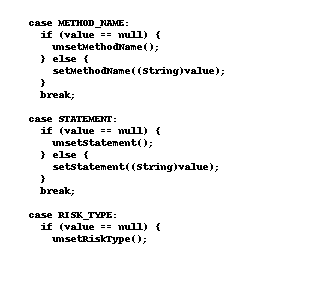 case METHOD_NAME:
if (value == null) {
unsetMethodName();
} else {
setMethodName((String)value);
}
break;
case STATEMENT:
if (value == null) {
unsetStatement();
} else {
setStatement((String)value);
}
break;
case RISK_TYPE:
if (value == null) {
unsetRiskType();